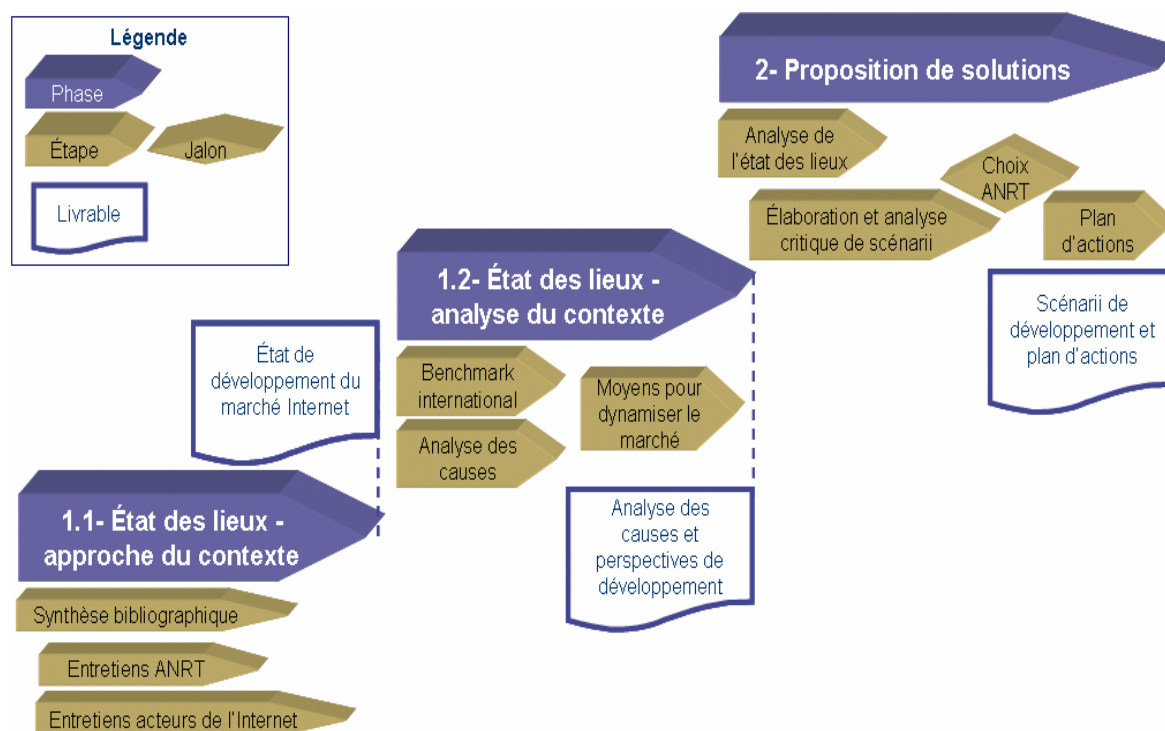 Légende
Phase
Étape
Jalon
Livrable
2- Proposition de solutions
Analyse de
l'état des lieux
Choix
ANRT
Élaboration et analyse
critique de scénarii
Plan
d'actions
Scénarii de
développement et
plan d'actions
1.2- État des lieux -
analyse du contexte
Benchmark
international
Analyse des
causes
Moyens pour
dynamiser le
marché
Analyse des
causes et
perspectives de
développement
État de
développement du
marché Internet
1.1- État des lieux -
approche du contexte
Synthèse bibliographique
Entretiens ANRT
Entretiens acteurs de l'Internet